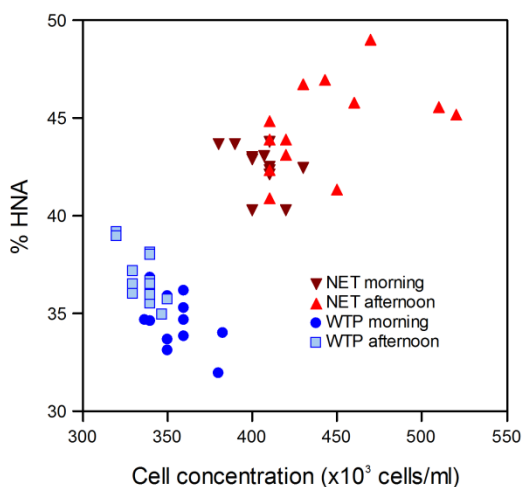 50
45
40
35
30
% HNA
NET morning
NET afternoon
WTP morning
WTP afternoon
300 350 400 450 500 550
Cell concentration (x10³ cells/ml)